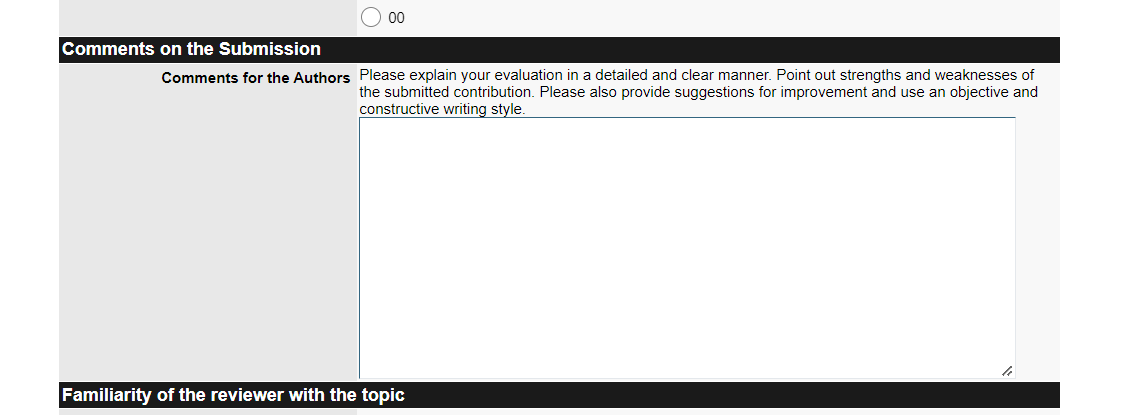 00
Comments on the Submission
Comments for the Authors
Please explain your evaluation in a detailed and clear manner. Point out strengths and weaknesses of
the submitted contribution. Please also provide suggestions for improvement and use an objective and
constructive writing style.
Familiarity of the reviewer with the topic